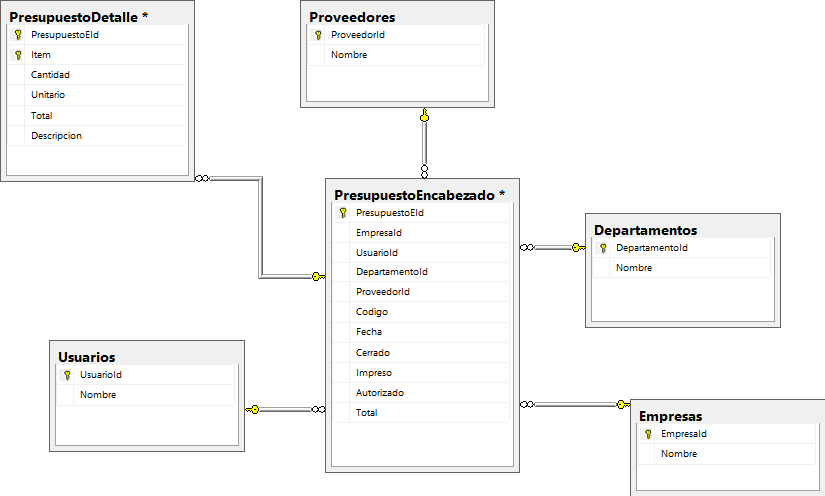 PresupuestoDetalle *
PresupuestoEId
Item
Cantidad
Unitario
Total
Descripcion
Proveedores
ProveedorId
Nombre
PresupuestoEncabezado *
PresupuestoEId
EmpresaId
UsuarioId
DepartamentoId
ProveedorId
Codigo
Fecha
Cerrado
Impreso
Autorizado
Total
Departamentos
DepartamentoId
Nombre
Usuarios
UsuarioId
Nombre
Empresas
EmpresaId
Nombre